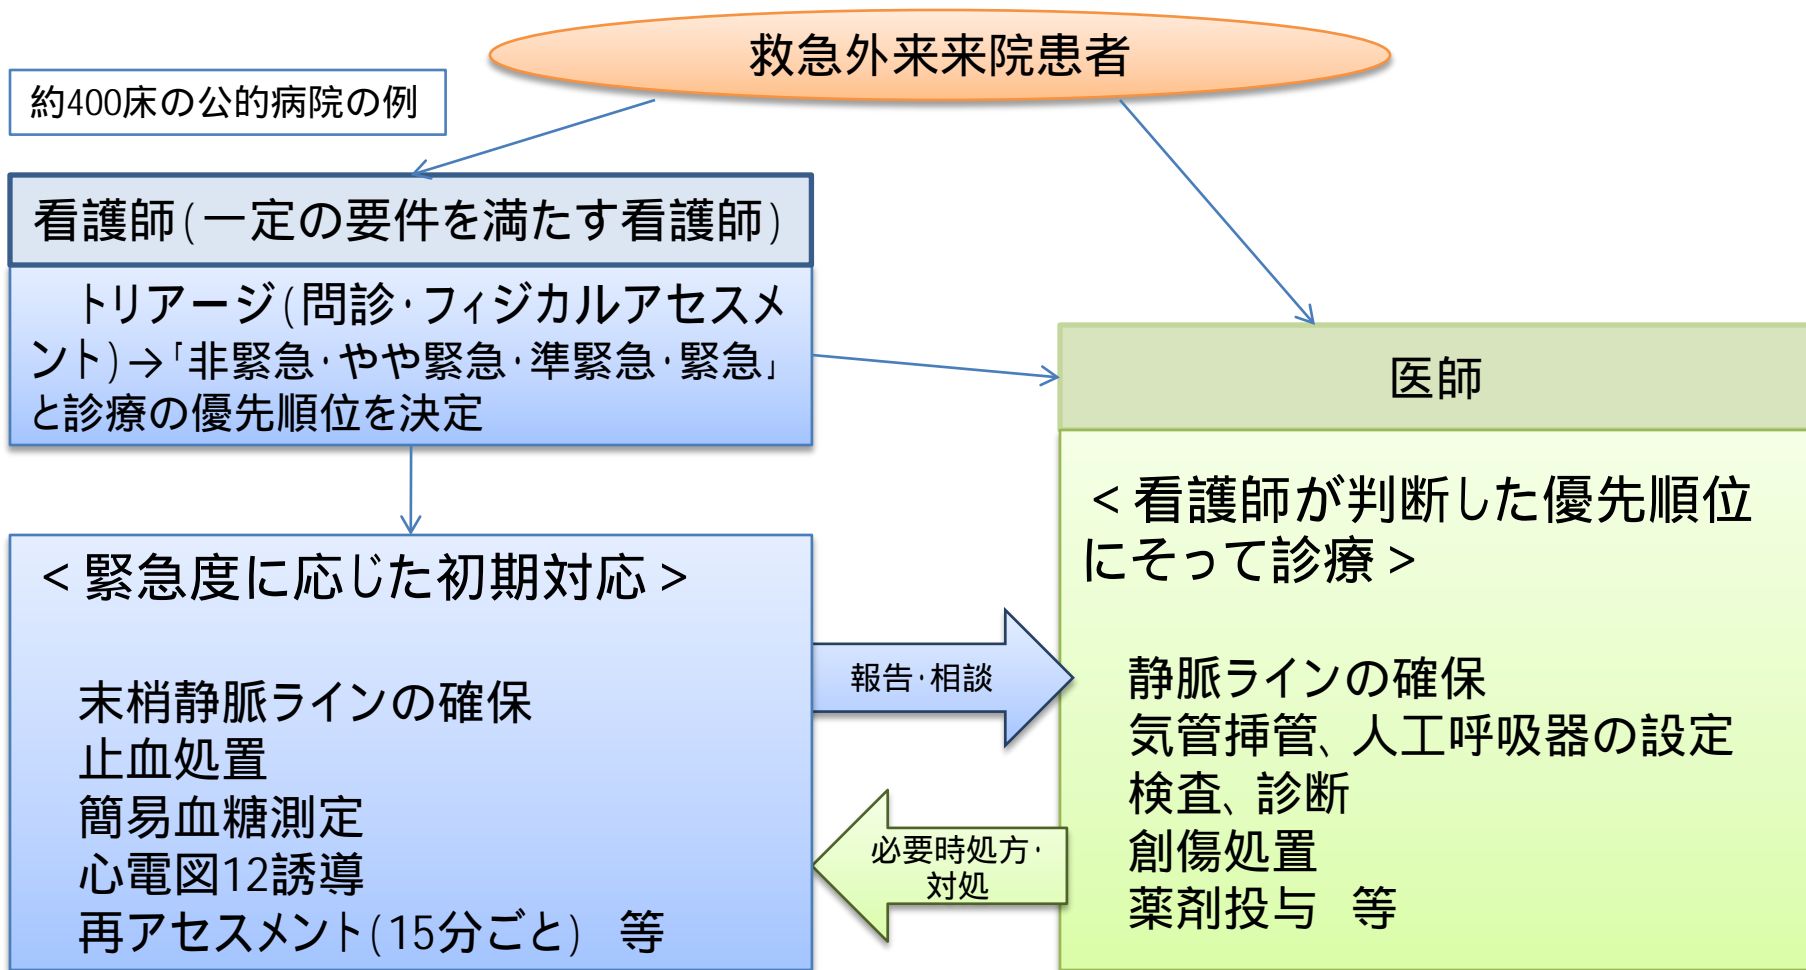 救急外来来院患者
約400床の公的病院の例
看護師(一定の要件を満たす看護師)
トリアージ(問診・フィジカルアセスメ
ント)→「非緊急・やや緊急・準緊急・緊急」
と診療の優先順位を決定
医師
<看護師が判断した優先順位
にそって診療>
静脈ラインの確保
気管挿管、人工呼吸器の設定
検査、診断
創傷処置
薬剤投与 等
<緊急度に応じた初期対応>
末梢静脈ラインの確保
止血処置
簡易血糖測定
心電図12誘導
再アセスメント(15分ごと) 等
報告・相談
必要時処方・
対処